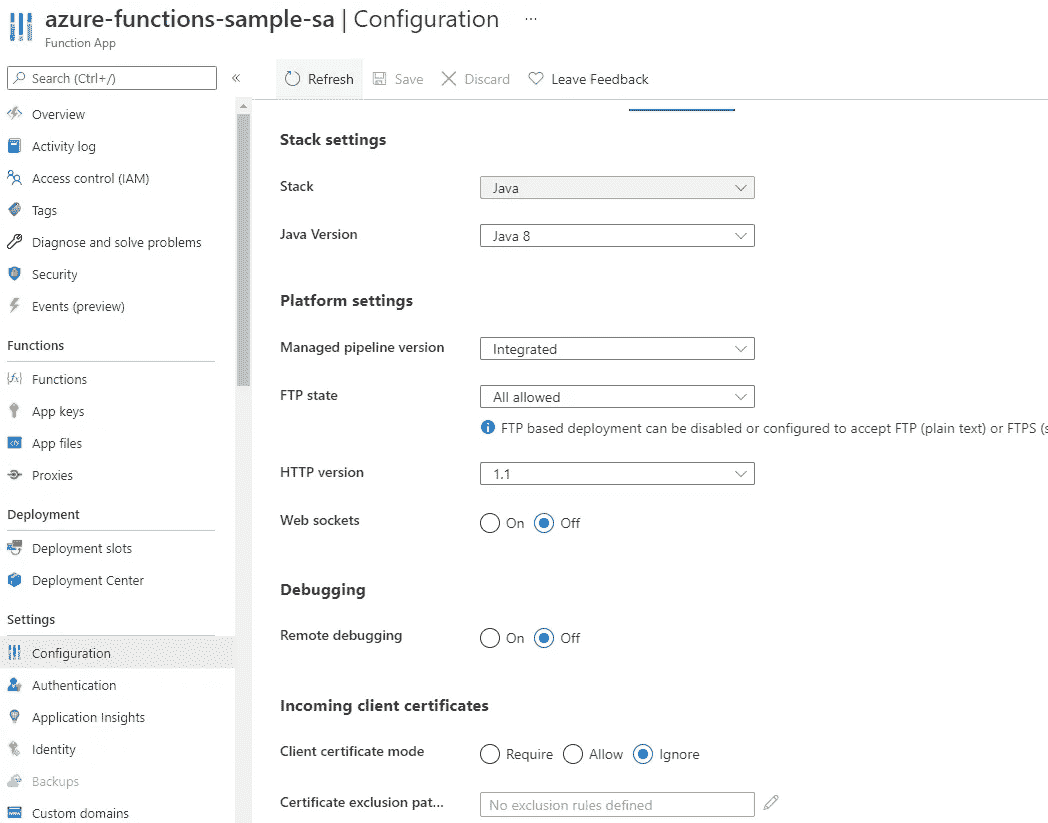 azure-functions-sample-sa | Configuration ...
Function App
Search (Ctrl+/)
«
Refresh
Save
Discard
Leave Feedback
Overview
Activity log
Access control (IAM)
Tags
Diagnose and solve problems
Security
Events (preview)
Functions
Functions
App keys
App files
Proxies
Deployment
Deployment slots
Deployment Center
Settings
Configuration
Authentication
Application Insights
Identity
Backups
Custom domains
Stack settings
Stack
Java
Java Version
Java 8
Platform settings
Managed pipeline version
Integrated
FTP state
All allowed
FTP based deployment can be disabled or configured to accept FTP (plain text) or FTPS (s
HTTP version
1.1
Web sockets
On
Off
Debugging
Remote debugging
On
Off
Incoming client certificates
Client certificate mode
Require
Allow
Ignore
Certificate exclusion pat...
No exclusion rules defined